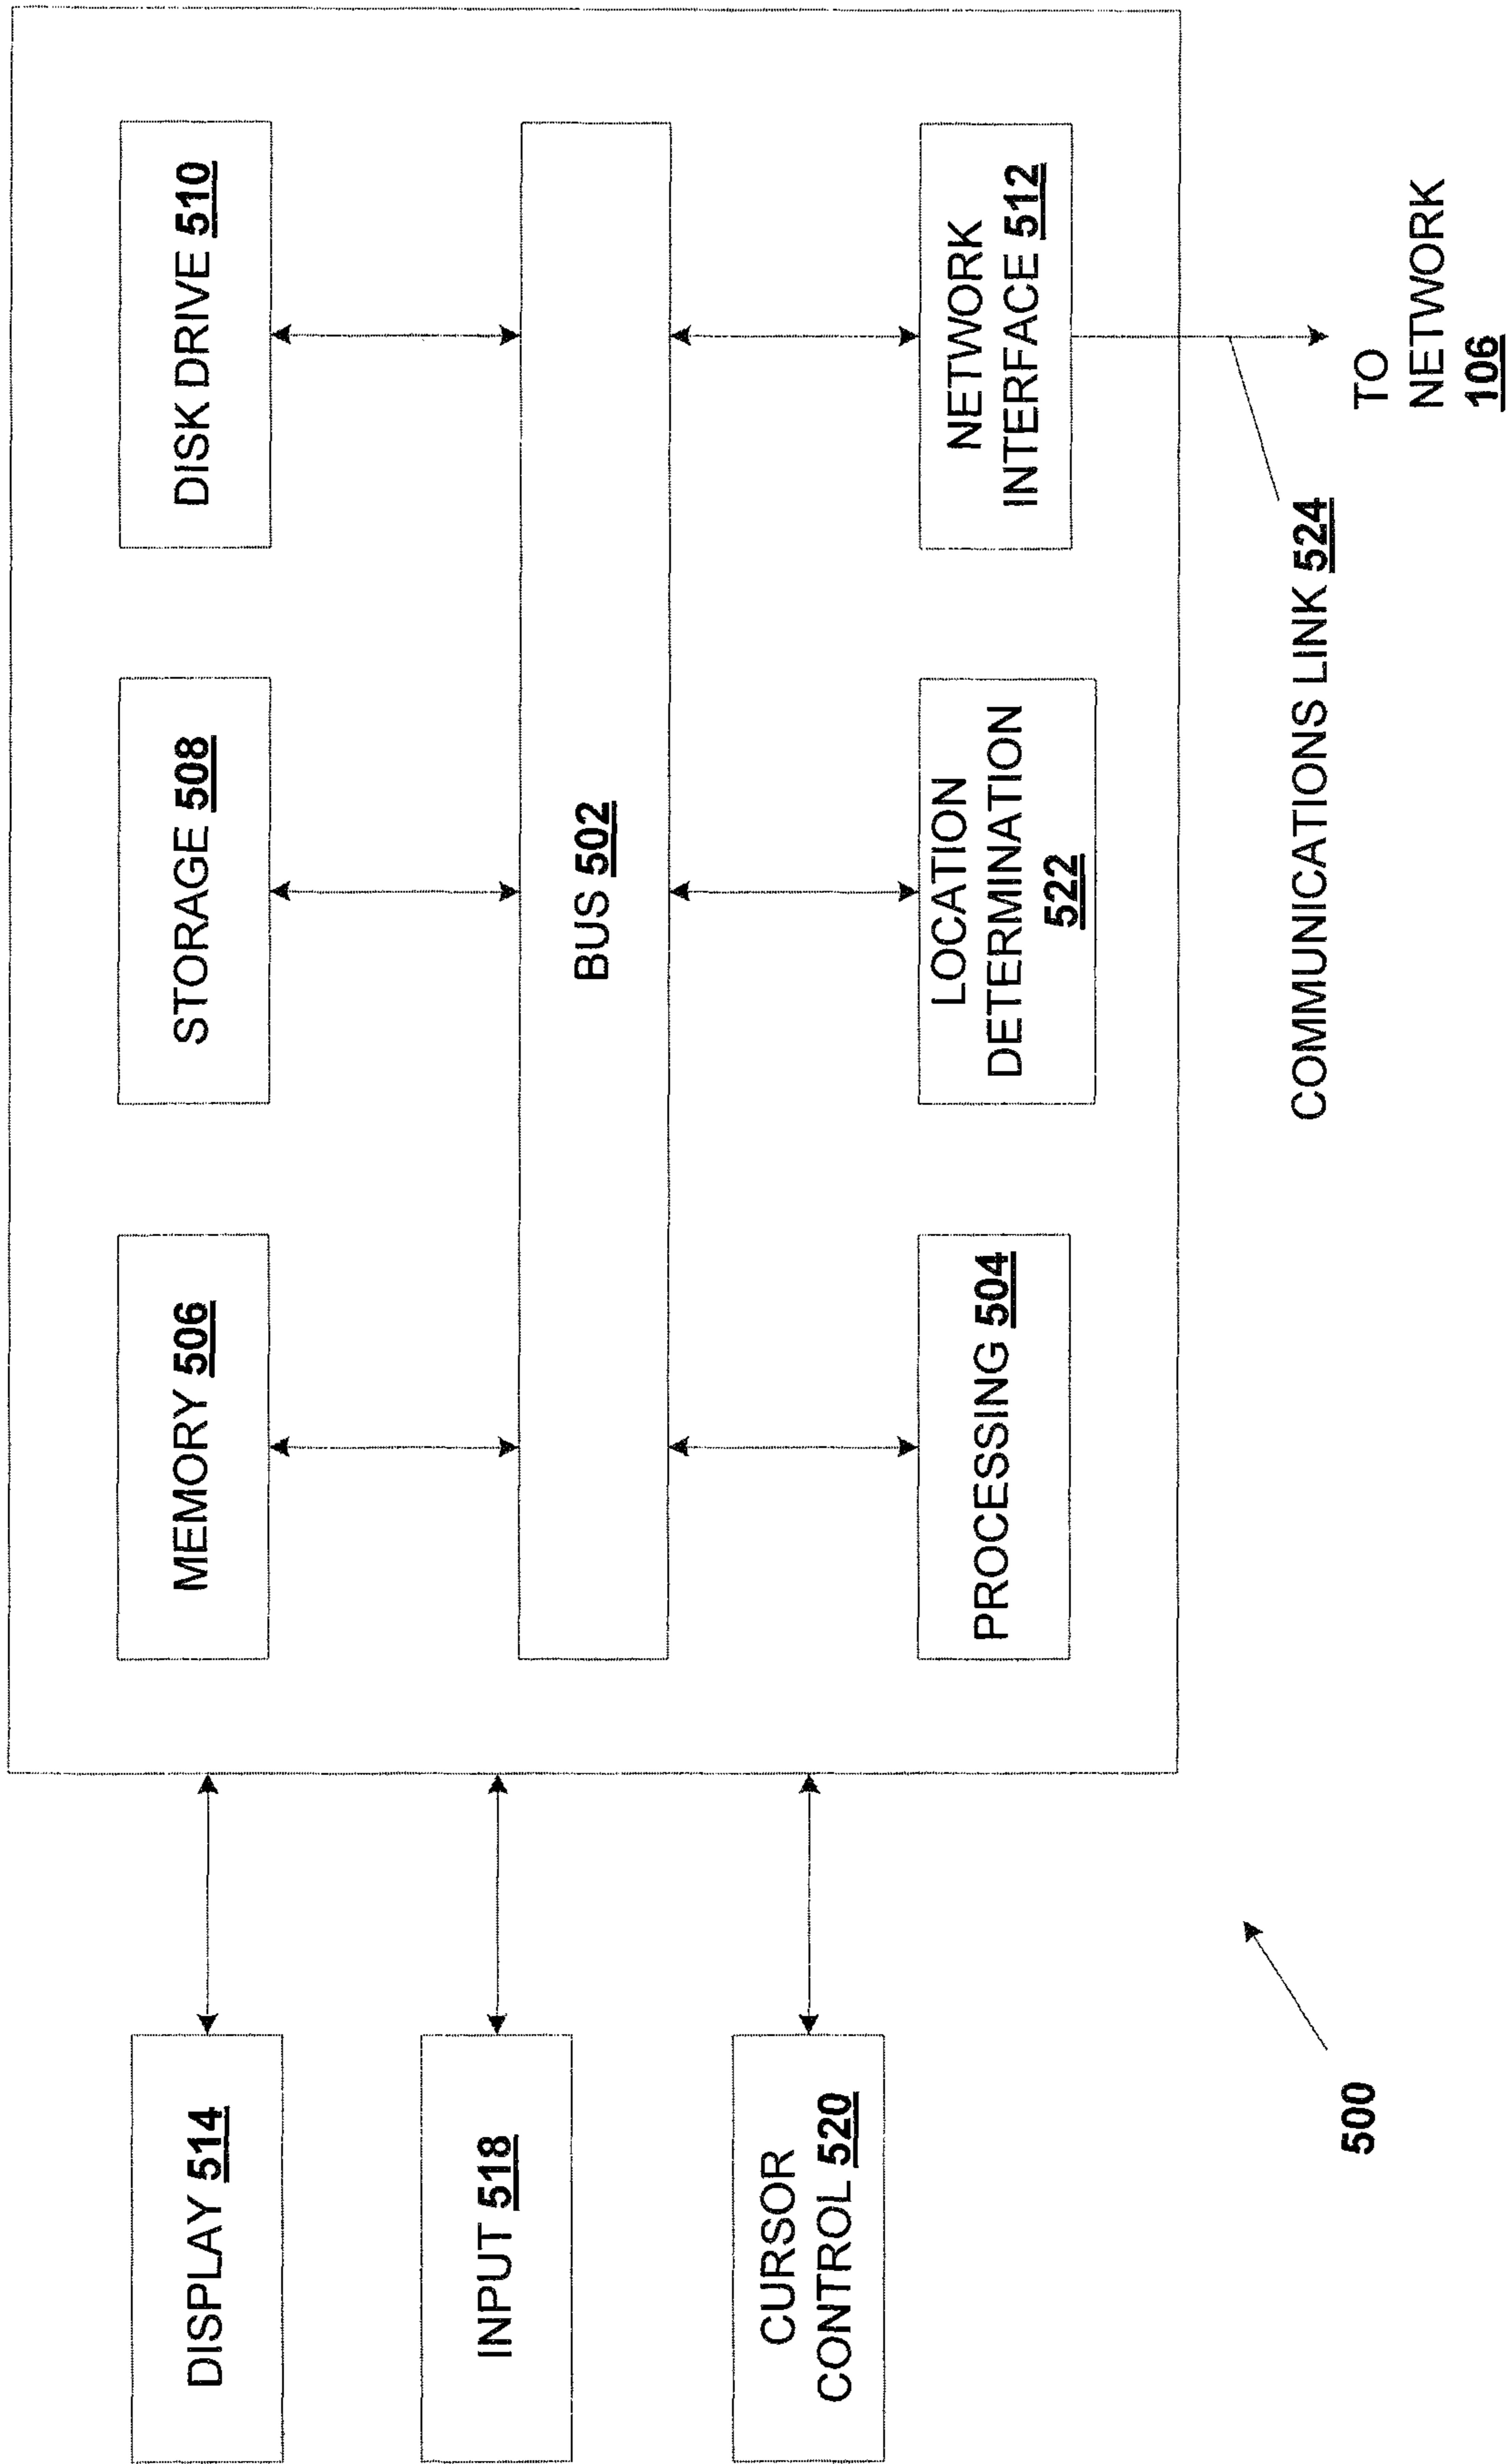 DISPLAY 514
INPUT 518
CURSOR
CONTROL 520
MEMORY 506
STORAGE 508
DISK DRIVE 510
BUS 502
PROCESSING 504
LOCATION
DETERMINATION
522
NETWORK
INTERFACE 512
COMMUNICATIONS LINK 524
TO
NETWORK
106
500